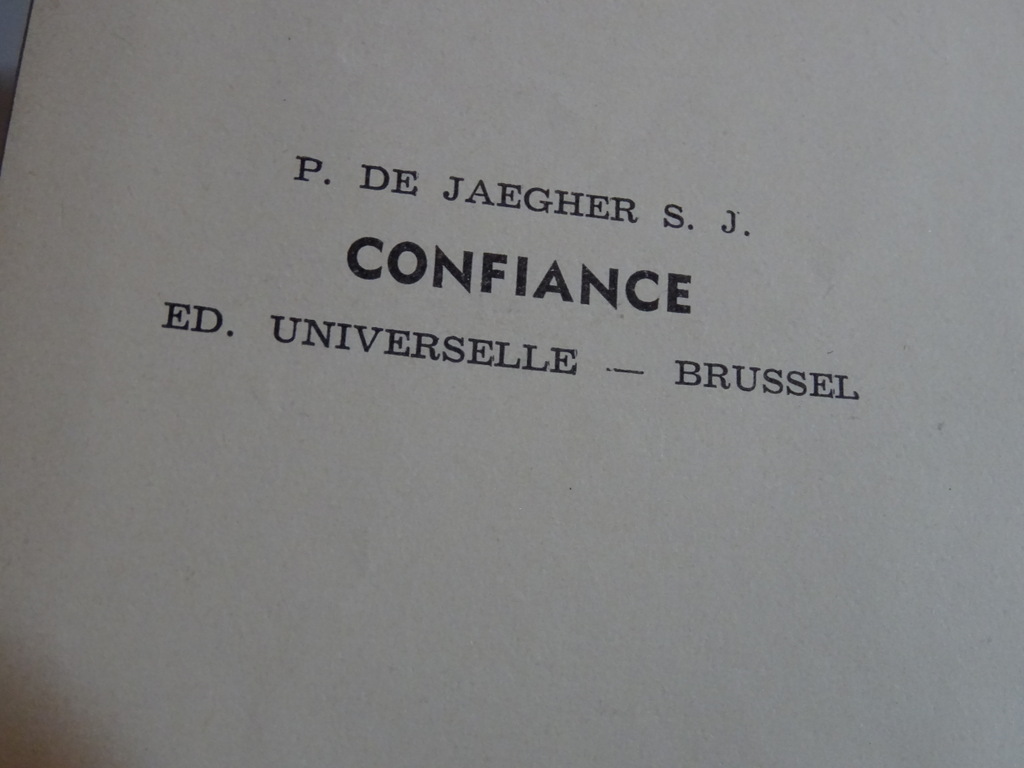 P. DE JAEGHER S. J.
CONFIANCE
ED. UNIVERSELLE — BRUSSEL